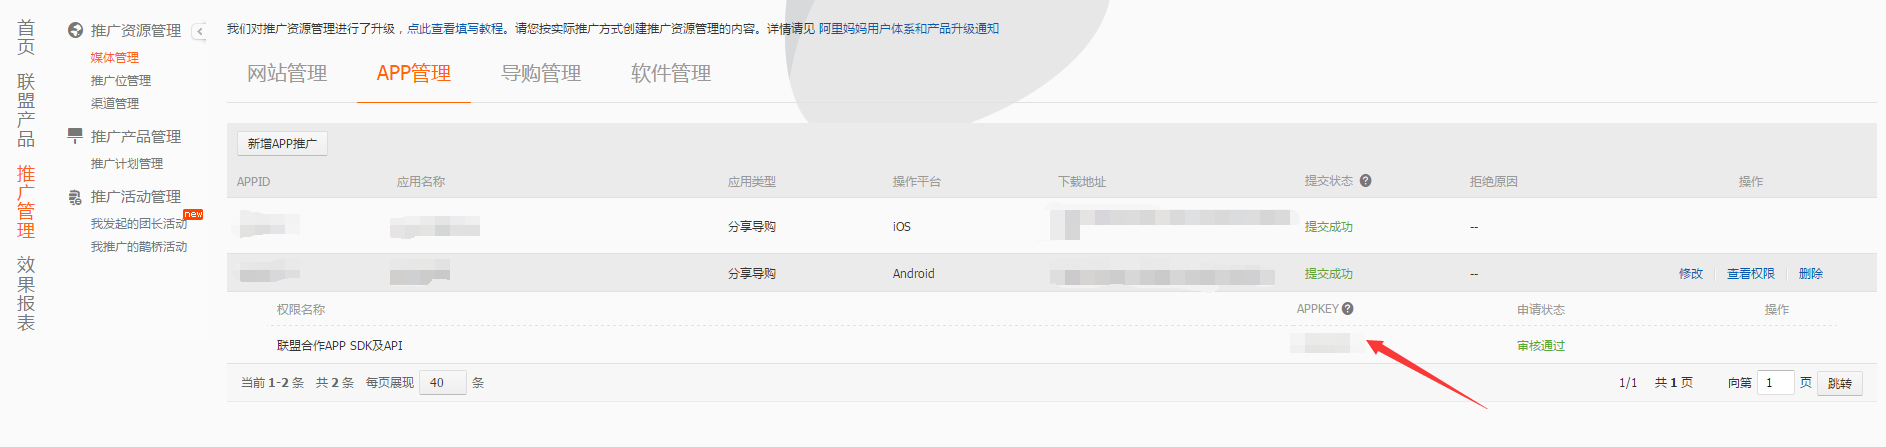 首页
联盟产品
推广管理
效果报表
推广资源管理
媒体管理
推广位管理
渠道管理
推广产品管理
推广计划管理
推广活动管理
我发起的团长活动 new
我推广的鹊桥活动
我们对推广资源管理进行了升级，点此查看填写教程。请您按实际推广方式创建推广资源管理的内容。详情请见 阿里妈妈用户体系和产品升级通知
网站管理 APP管理 导购管理 软件管理
新增APP推广
APPID 应用名称 应用类型 操作平台 下载地址 提交状态 ? 拒绝原因 操作
分享导购 iOS 提交成功 --
分享导购 Android 提交成功 -- 修改 查看权限 删除
权限名称 APPKEY ? 申请状态 操作
联盟合作APP SDK及API 审核通过
当前 1-2 条 共 2 条 每页展现 40 条 1/1 共 1 页 向第 1 页 跳转